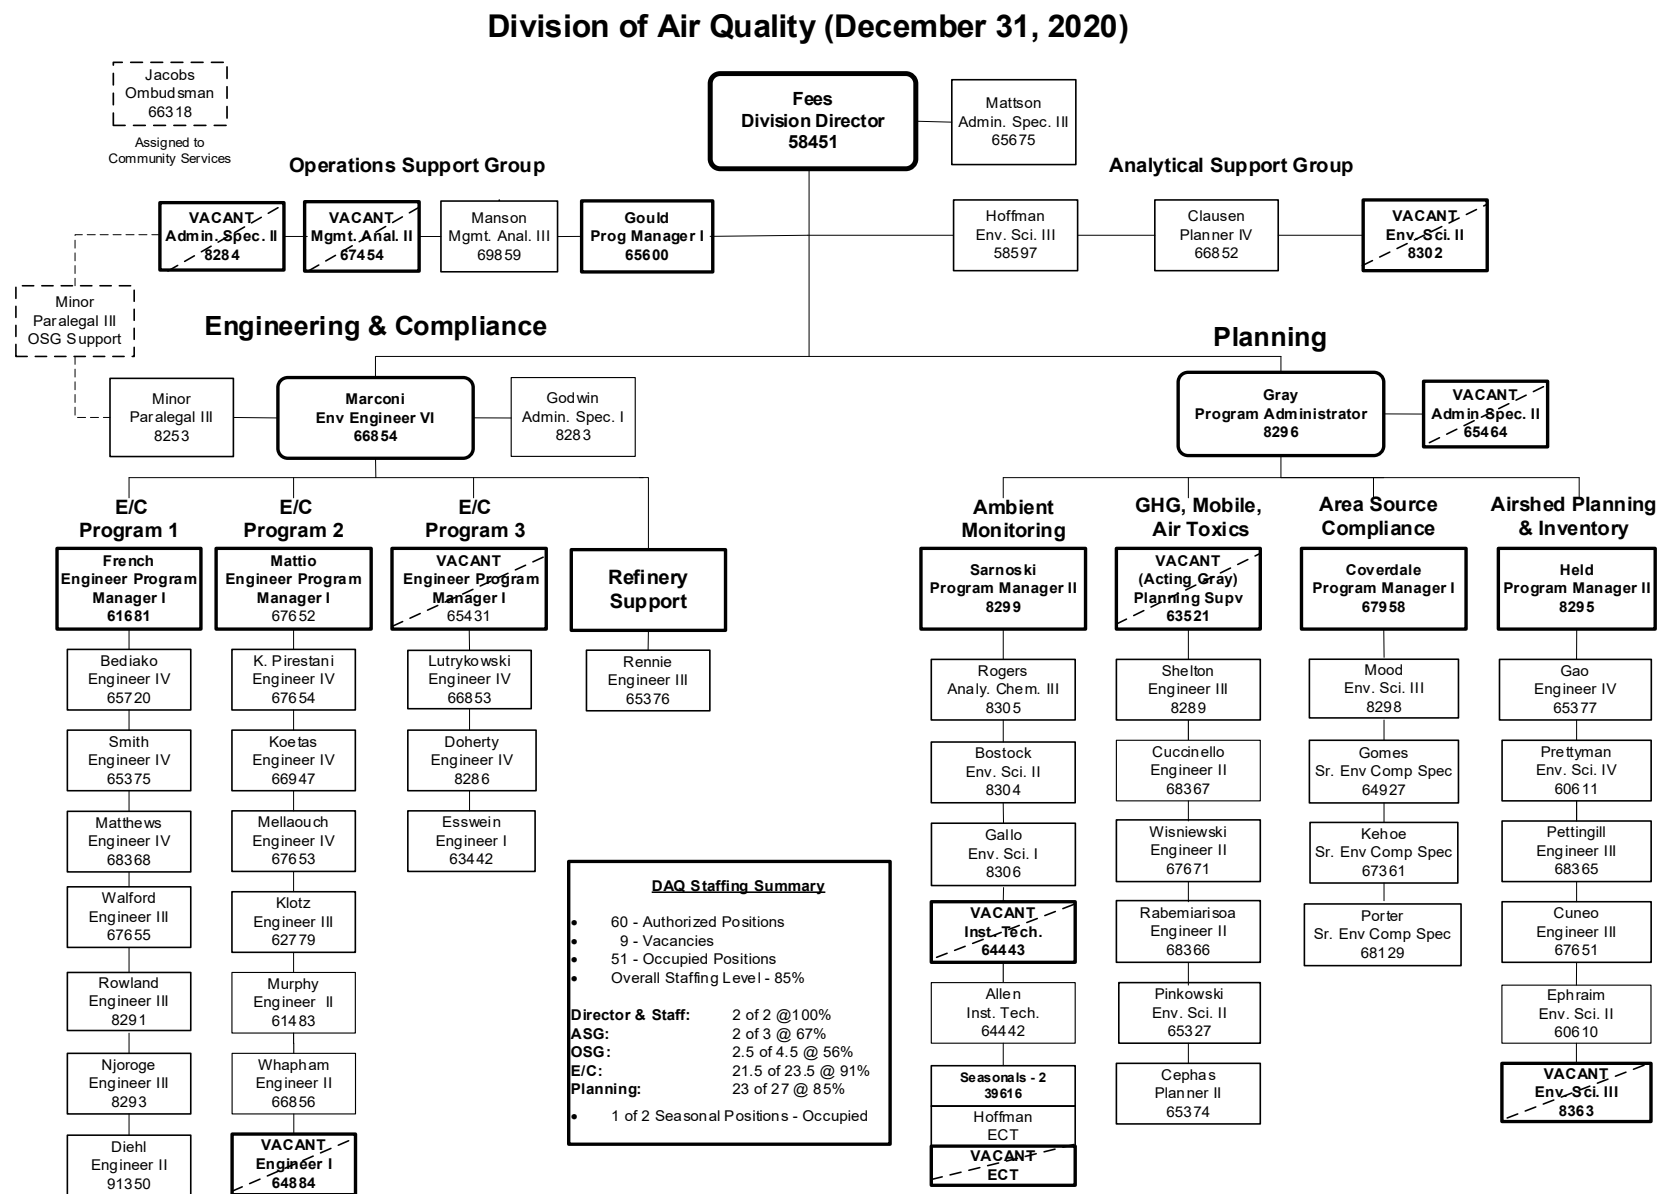 Division of Air Quality (December 31, 2020)
Jacobs
Ombudsman
66318
Assigned to
Community Services
Fees
Division Director
58451
Mattson
Admin. Spec. III
65675
Operations Support Group
Analytical Support Group
VACANT
Admin. Spec. II
8284
VACANT
Mgmt. Anal. II
67454
Manson
Mgmt. Anal. III
69859
Gould
Prog Manager I
65600
Hoffman
Env. Sci. III
58597
Clausen
Planner IV
66852
VACANT
Env. Sci. II
8302
Minor
Paralegal III
OSG Support
Engineering & Compliance
Planning
Minor
Paralegal III
8253
Marconi
Env Engineer VI
66854
Godwin
Admin. Spec. I
8283
Gray
Program Administrator
8296
VACANT
Admin Spec. II
65464
E/C
Program 1
French
Engineer Program
Manager I
61681
Bediako
Engineer IV
65720
Smith
Engineer IV
65375
Matthews
Engineer IV
68368
Walford
Engineer III
67655
Rowland
Engineer III
8291
Njoroge
Engineer III
8293
Diehl
Engineer II
91350
E/C
Program 2
Mattio
Engineer Program
Manager I
67652
K. Pirestani
Engineer IV
67654
Koetas
Engineer IV
66947
Mellaouch
Engineer IV
67653
Klotz
Engineer III
62779
Murphy
Engineer II
61483
Whapham
Engineer II
66856
VACANT
Engineer I
64884
E/C
Program 3
VACANT
Engineer Program
Manager I
65431
Lutrykowski
Engineer IV
66853
Doherty
Engineer IV
8286
Esswein
Engineer I
63442
Refinery
Support
Rennie
Engineer III
65376
DAQ Staffing Summary
• 60 - Authorized Positions
• 9 - Vacancies
• 51 - Occupied Positions
• Overall Staffing Level - 85%
Director & Staff: 2 of 2 @100%
ASG: 2 of 3 @ 67%
OSG: 2.5 of 4.5 @ 56%
E/C: 21.5 of 23.5 @ 91%
Planning: 23 of 27 @ 85%
• 1 of 2 Seasonal Positions - Occupied
Ambient
Monitoring
Sarnoski
Program Manager II
8299
Rogers
Analy. Chem. III
8305
Bostock
Env. Sci. II
8304
Gallo
Env. Sci. I
8306
VACANT
Inst. Tech.
64443
Allen
Inst. Tech.
64442
Seasonals - 2
39616
Hoffman
ECT
VACANT
ECT
GHG, Mobile,
Air Toxics
VACANT
(Acting Gray)
Planning Supv
63521
Shelton
Engineer III
8289
Cuccinello
Engineer II
68367
Wisniewski
Engineer II
67671
Rabemiarisoa
Engineer II
68366
Pinkowski
Env. Sci. II
65327
Cephas
Planner II
65374
Area Source
Compliance
Coverdale
Program Manager I
67958
Mood
Env. Sci. III
8298
Gomes
Sr. Env Comp Spec
64927
Kehoe
Sr. Env Comp Spec
67361
Porter
Sr. Env Comp Spec
68129
Airshed Planning
& Inventory
Held
Program Manager II
8295
Gao
Engineer IV
65377
Prettyman
Env. Sci. IV
60611
Pettingill
Engineer III
68365
Cuneo
Engineer III
67651
Ephraim
Env. Sci. II
60610
VACANT
Env. Sci. III
8363